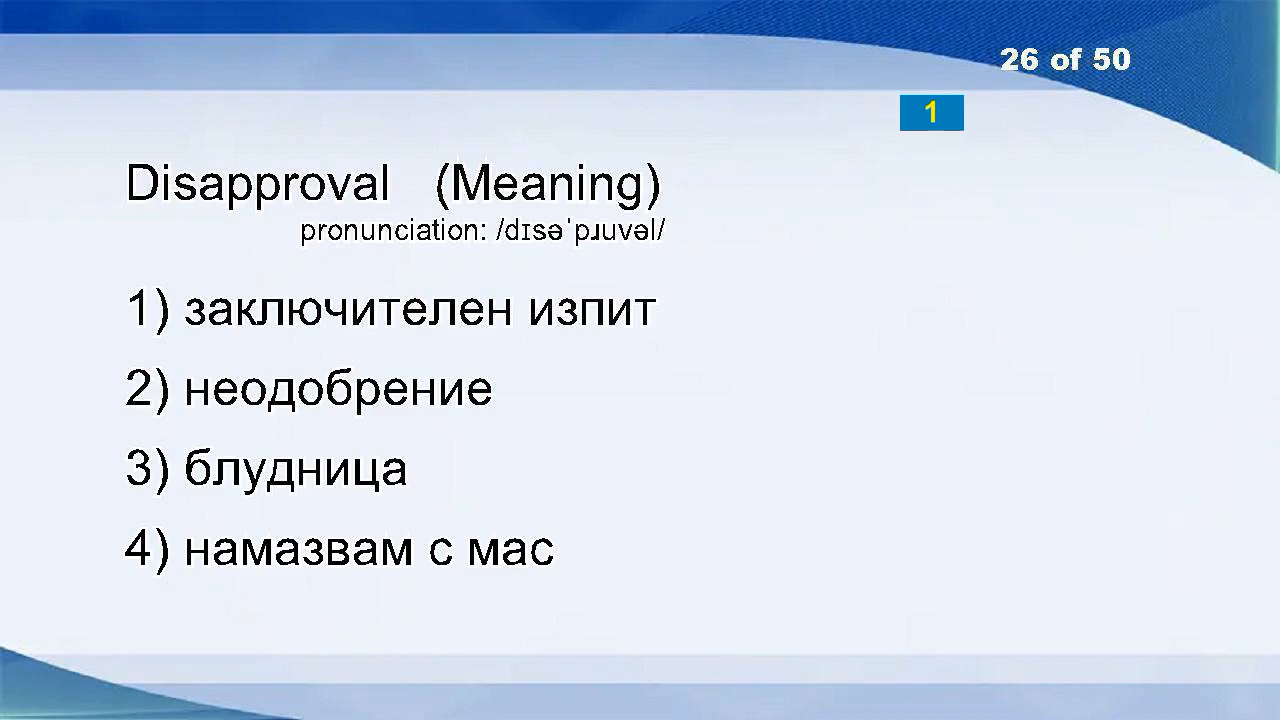 26 of 50
1
Disapproval (Meaning)
pronunciation: /dɪsəˈpɹuvəl/
1) заключителен изпит
2) неодобрение
3) блудница
4) намазвам с мас